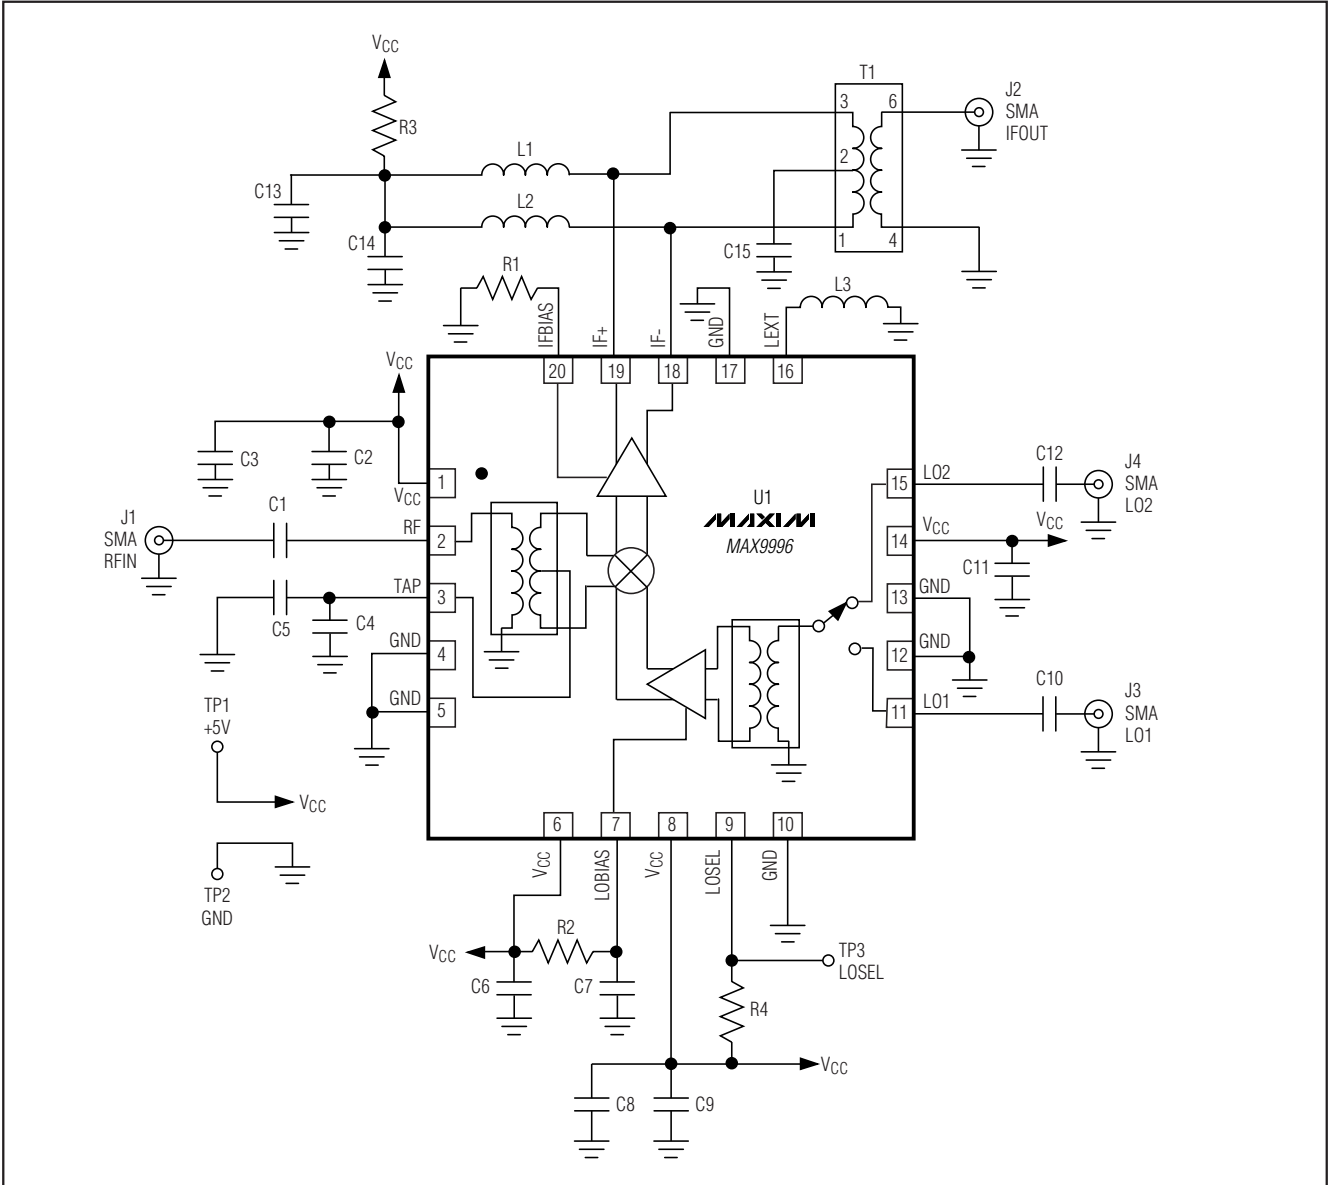 VCC
R3
T1
3
6
J2
SMA
IFOUT
L1
2
C13
L2
C14
1
4
C15
R1
L3
IFBIAS
IF+
IF-
GND
LEXT
20
19
18
17
16
VCC
C3
C2
1
VCC
U1
MAXIM
MAX9996
15
LO2
C12
J4
SMA
LO2
J1
SMA
RFIN
C1
RF
2
14
VCC
VCC
C11
TAP
3
C5
C4
13
GND
GND
4
12
GND
GND
5
11
LO1
C10
J3
SMA
LO1
TP1
+5V
VCC
TP2
GND
6
7
8
9
10
VCC
LOBIAS
VCC
LOSEL
GND
VCC
R2
C6
C7
TP3
LOSEL
R4
VCC
C8
C9